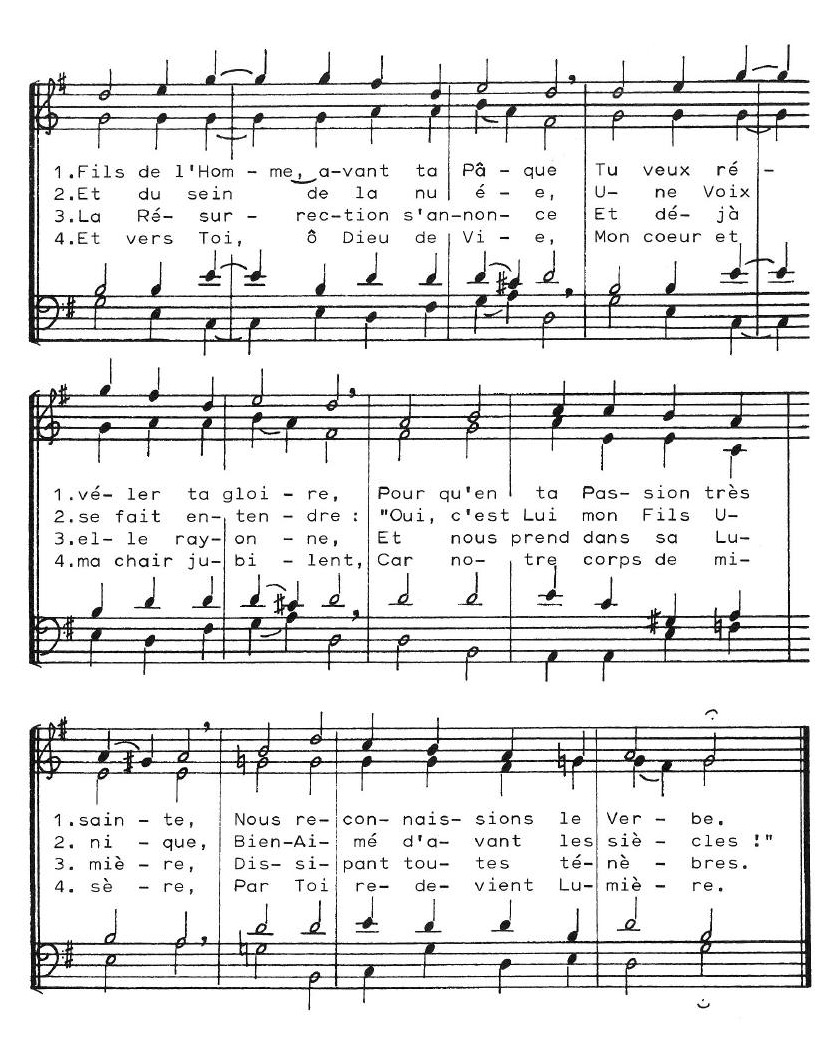 1.Fils de l'Hom - me, a-vant ta Pâ - que Tu veux ré -
2.Et du sein de la nu é - e, U- ne Voix
3.La Ré- sur - rec-tion s'an-non- ce Et dé- jà
4.Et vers Toi, ô Dieu de Vi - e, Mon coeur et
1.vé- ler ta gloi - re, Pour qu'en ta Pas- sion très
2.se fait en- ten - dre : "Oui, c'est Lui mon Fils U-
3.el- le ray- on - ne, Et nous prend dans sa Lu-
4.ma chair ju- bi - lent, Car no- tre corps de mi-
1.sain - te, Nous re- con- nais- sions le Ver - be.
2. ni - que, Bien-Ai- mé d'a- vant les siè - cles !"
3. miè - re, Dis- si- pant tou- tes té- nè - bres.
4. sè - re, Par Toi re- de- vient Lu- miè - re.